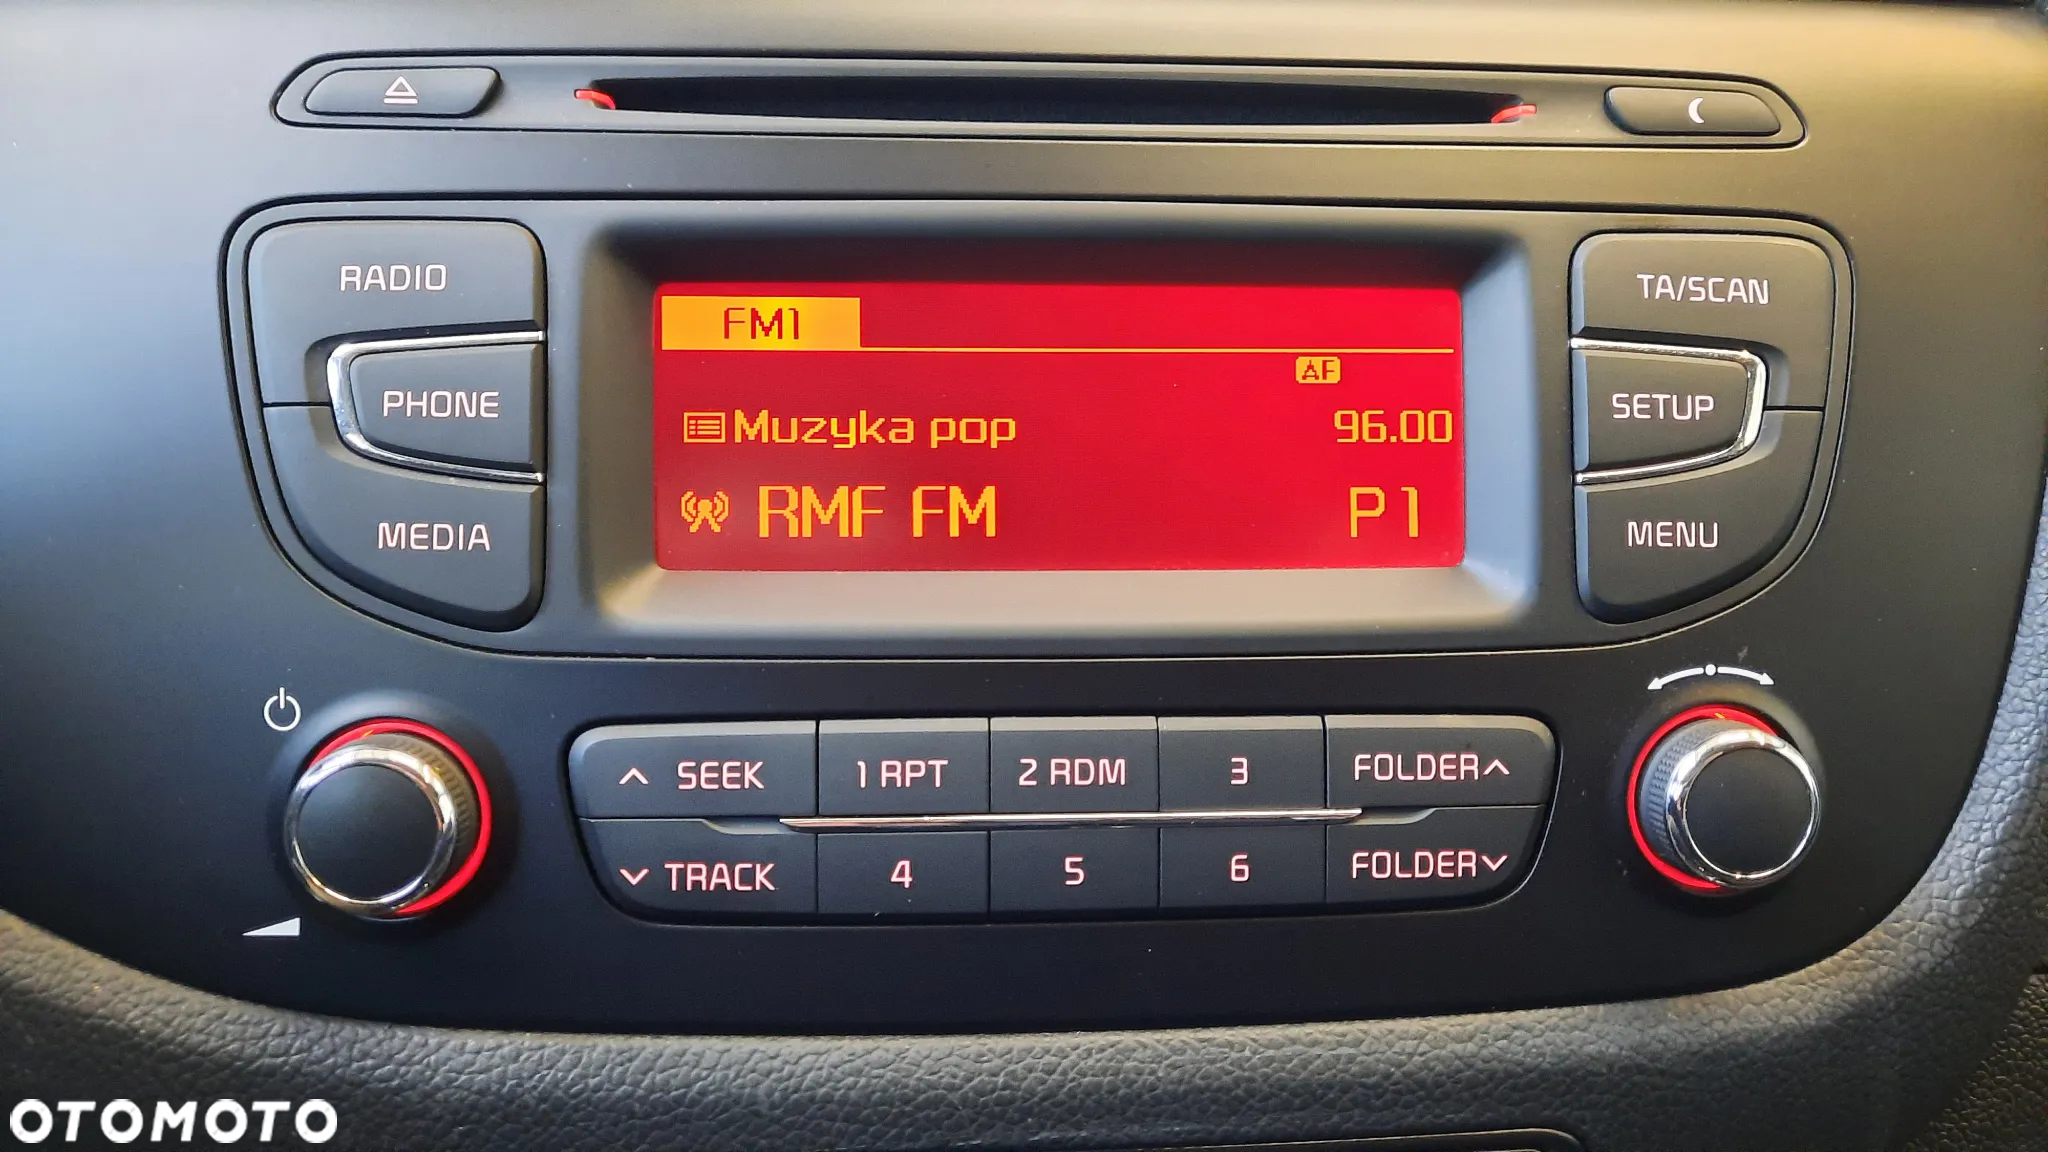 RADIO
PHONE
MEDIA
FM1
AF
Muzyka pop 96.00
RMF FM P1
TA/SCAN
SETUP
MENU
SEEK 1 RPT 2 RDM 3 FOLDER
TRACK 4 5 6 FOLDER
OTOMOTO